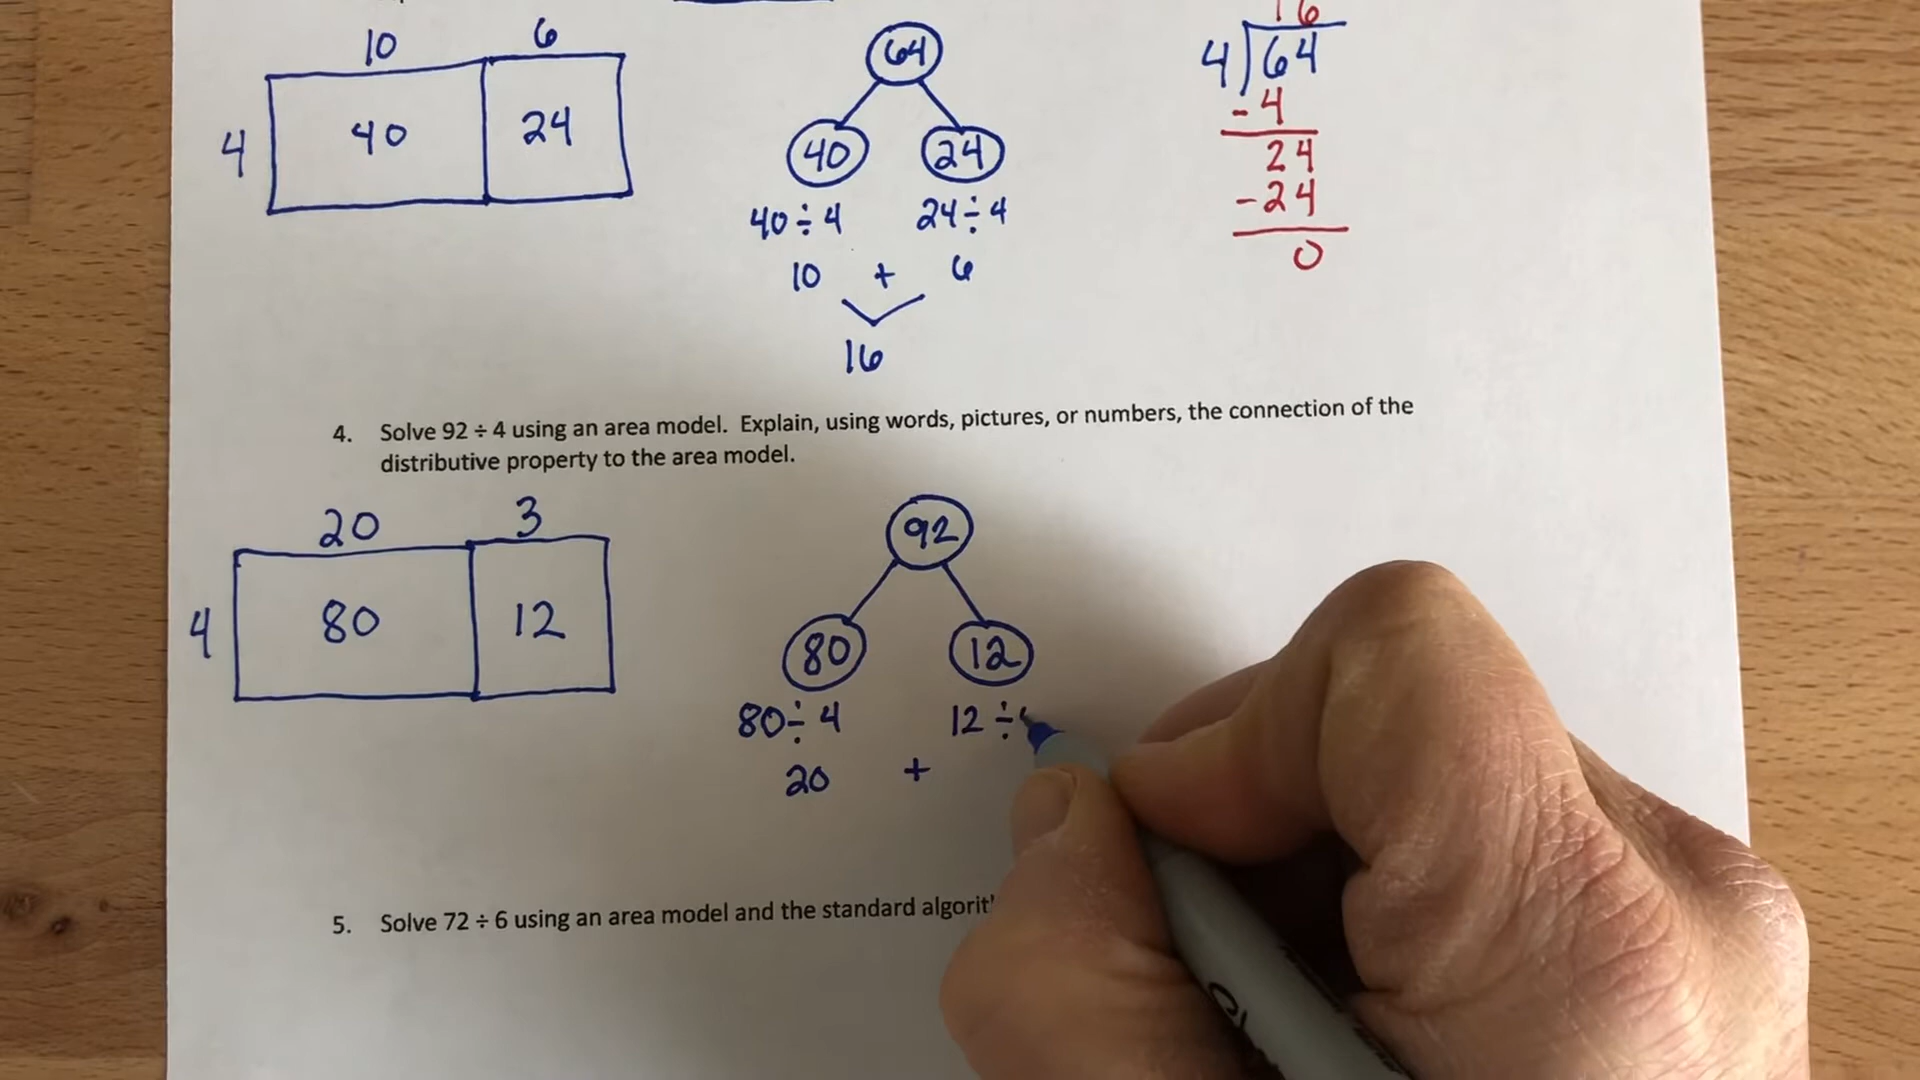 10 6
4 40 24
64
40 24
40 ÷ 4 24 ÷ 4
10 + 6
16
16
4 64
-4
24
-24
0
4. Solve 92 ÷ 4 using an area model. Explain, using words, pictures, or numbers, the connection of the
distributive property to the area model.
20 3
4 80 12
92
80 12
80 ÷ 4 12 ÷
20 +
5. Solve 72 ÷ 6 using an area model and the standard